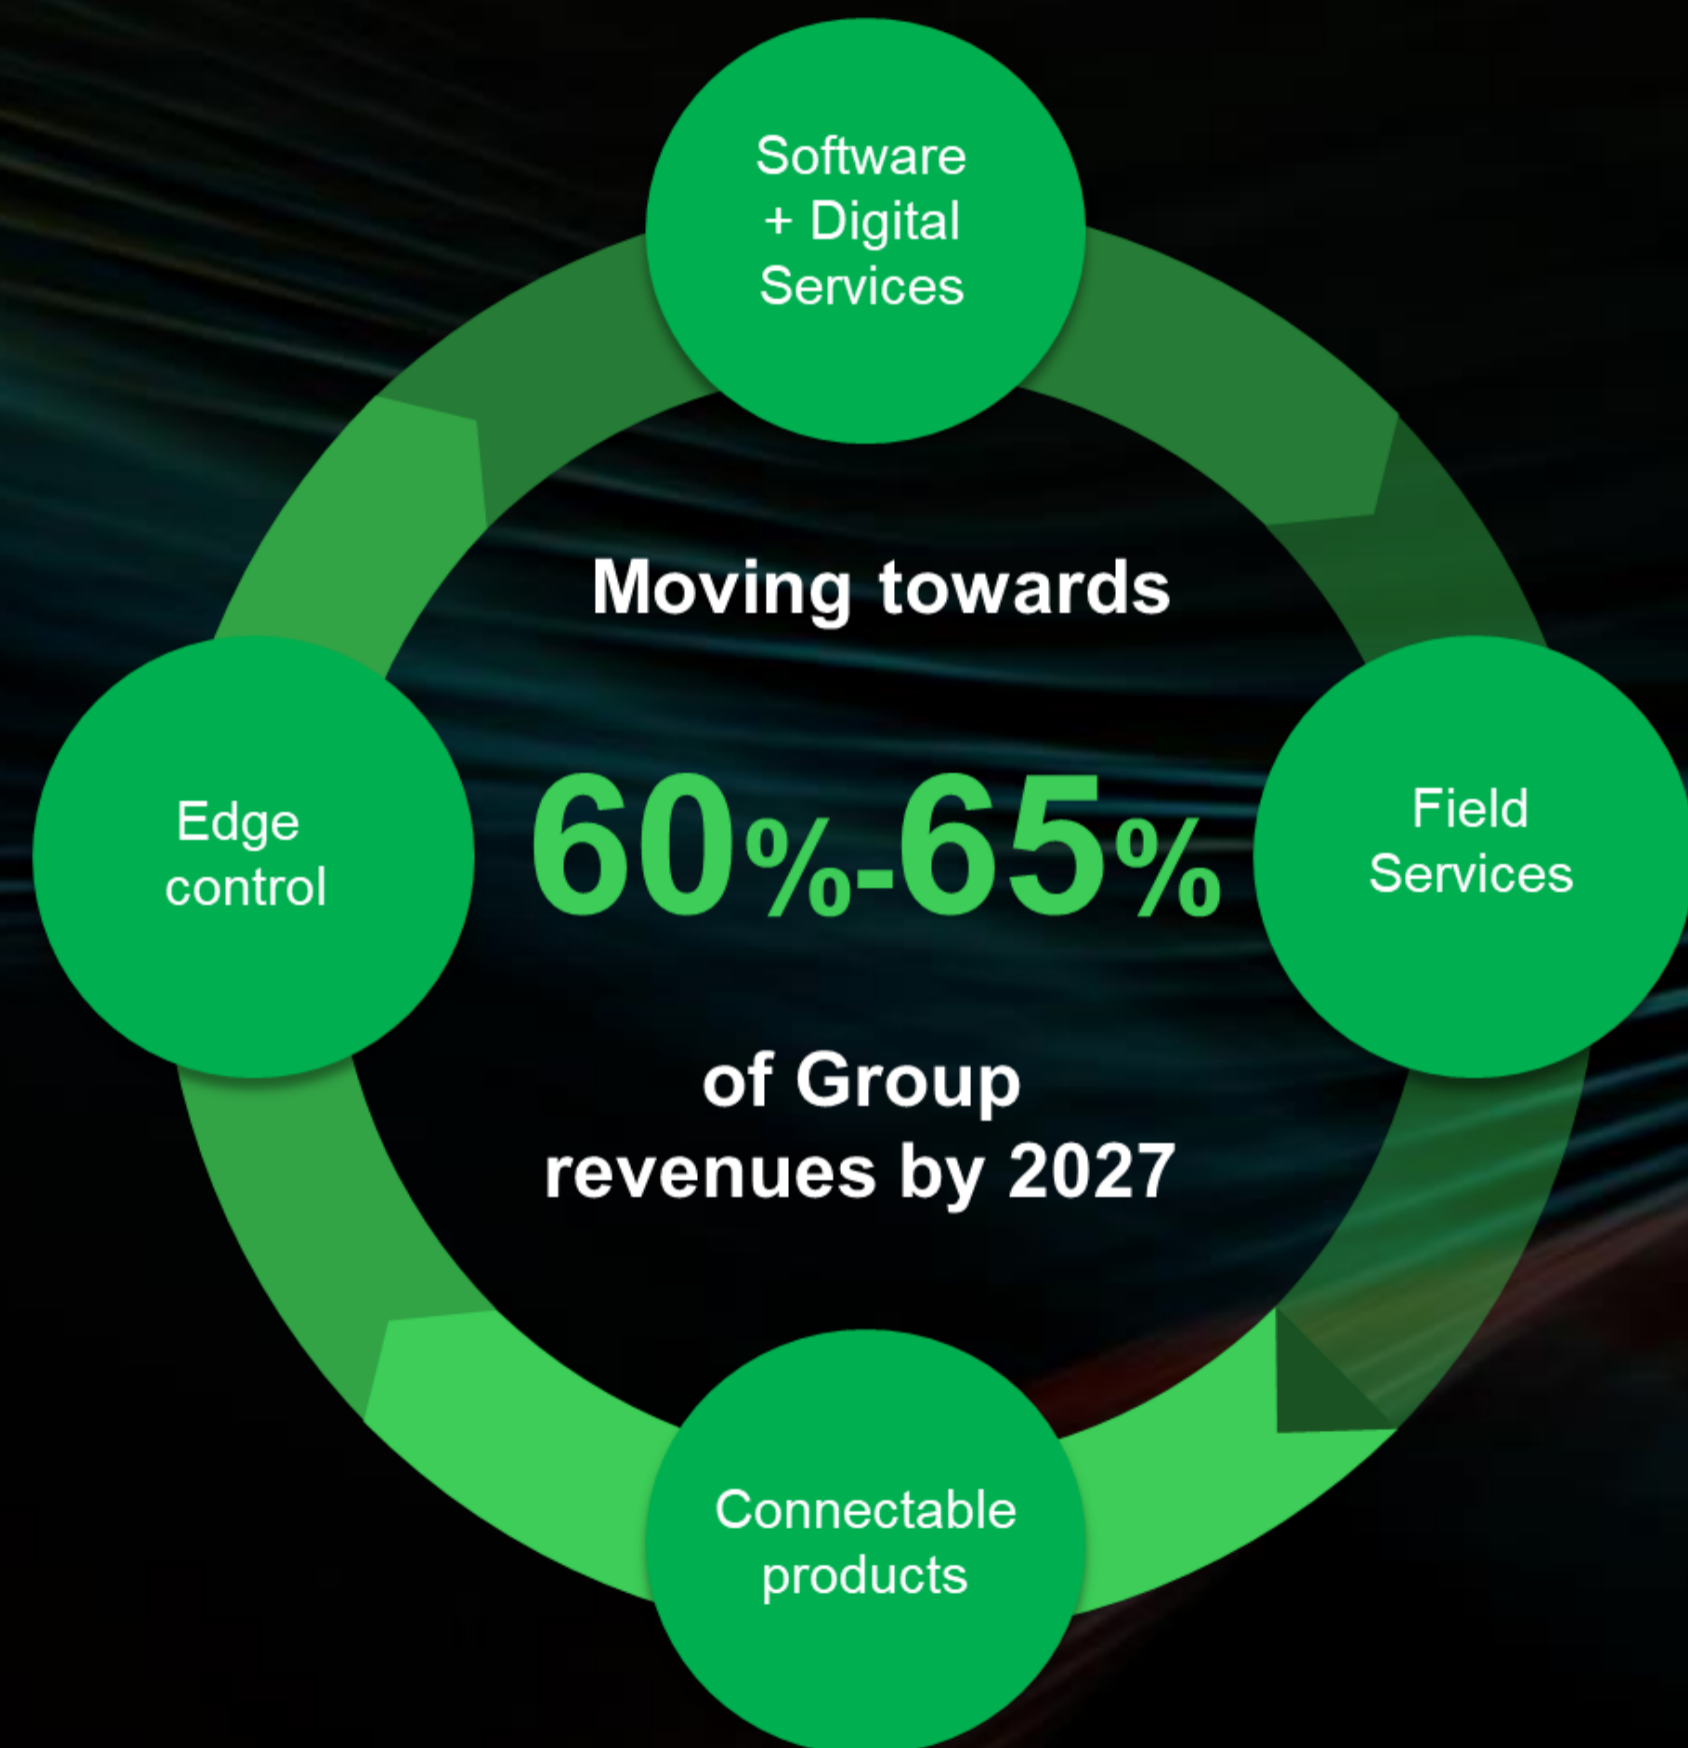 Software
+ Digital
Services
Moving towards
60%-65%
of Group
revenues by 2027
Edge
control
Field
Services
Connectable
products